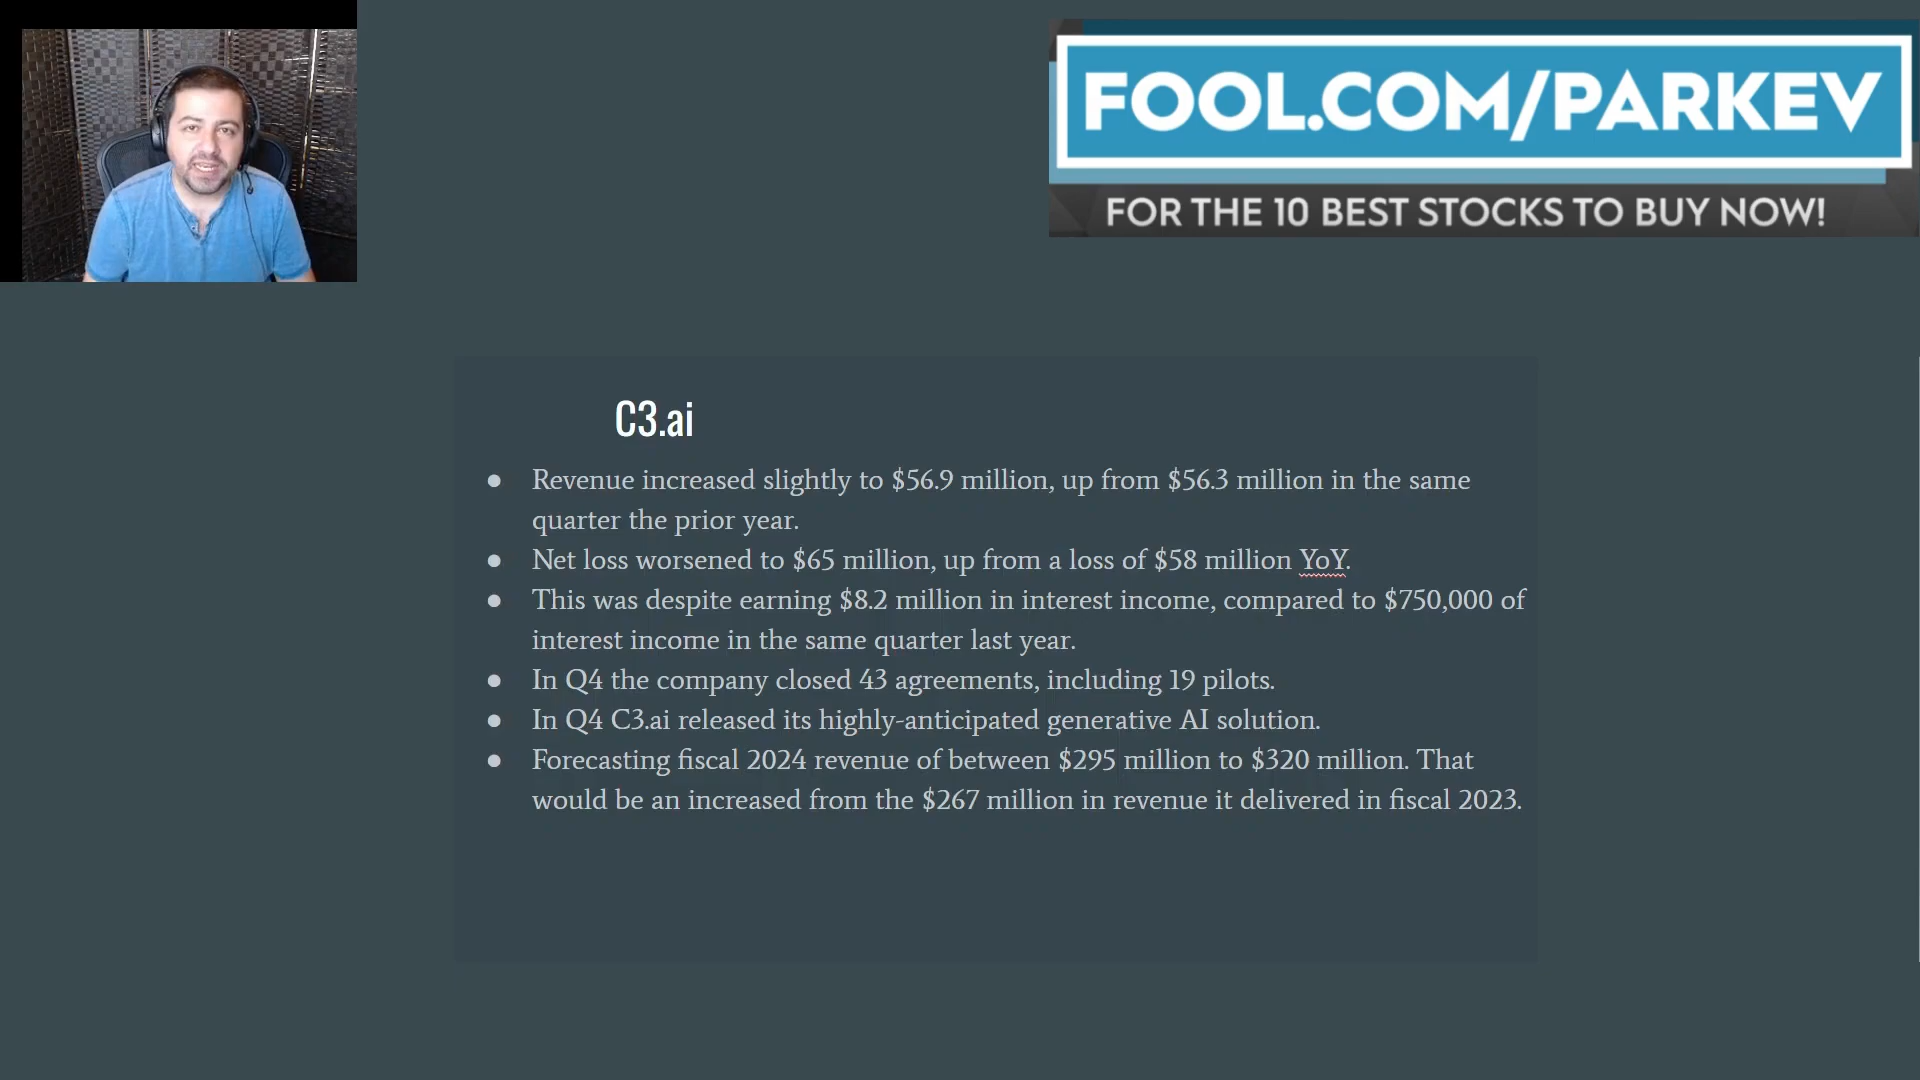 FOOL.COM/PARKEV
FOR THE 10 BEST STOCKS TO BUY NOW!
C3.ai
● Revenue increased slightly to $56.9 million, up from $56.3 million in the same
quarter the prior year.
● Net loss worsened to $65 million, up from a loss of $58 million YoY.
● This was despite earning $8.2 million in interest income, compared to $750,000 of
interest income in the same quarter last year.
● In Q4 the company closed 43 agreements, including 19 pilots.
● In Q4 C3.ai released its highly-anticipated generative AI solution.
● Forecasting fiscal 2024 revenue of between $295 million to $320 million. That
would be an increased from the $267 million in revenue it delivered in fiscal 2023.